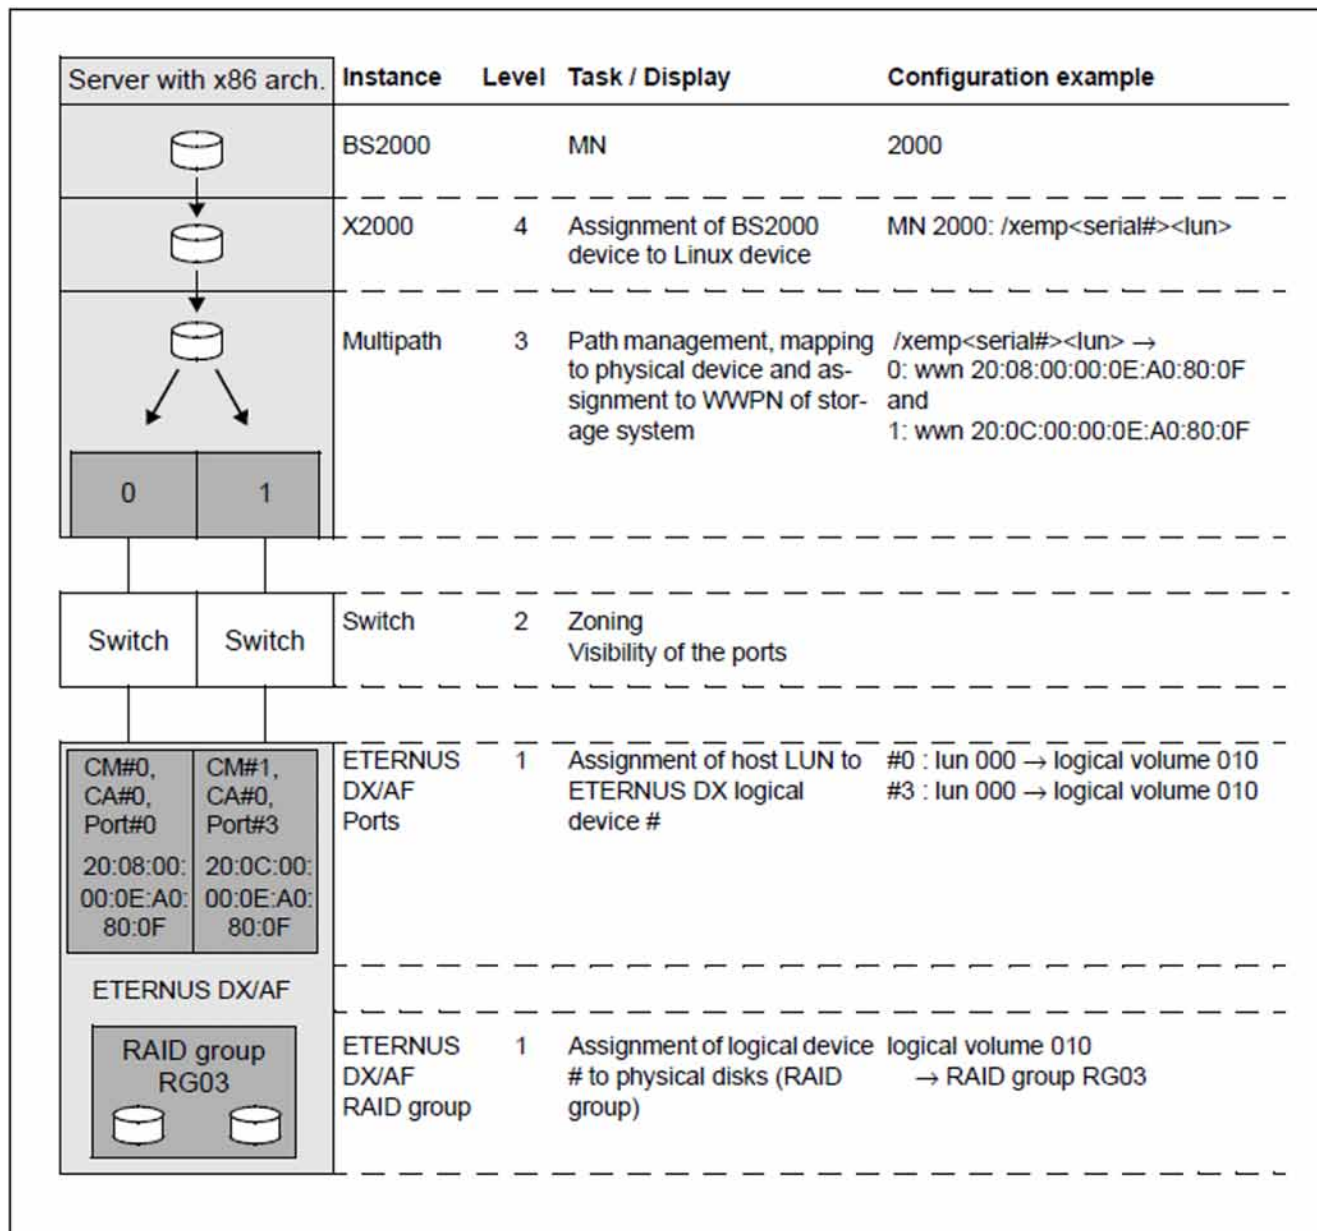 Server with x86 arch. Instance Level Task / Display Configuration example
BS2000 MN 2000
X2000 4 Assignment of BS2000 MN 2000: /xemp<serial#><lun>
device to Linux device
Multipath 3 Path management, mapping /xemp<serial#><lun> →
to physical device and as- 0: wwn 20:08:00:00:0E:A0:80:0F
signment to WWPN of stor- and
age system 1: wwn 20:0C:00:00:0E:A0:80:0F
0 1
Switch Switch
Switch 2 Zoning
Visibility of the ports
CM#0,
CA#0,
Port#0
20:08:00:
00:0E:A0:
80:0F
CM#1,
CA#0,
Port#3
20:0C:00:
00:0E:A0:
80:0F
ETERNUS 1 Assignment of host LUN to #0 : lun 000 → logical volume 010
DX/AF ETERNUS DX logical #3 : lun 000 → logical volume 010
Ports device #
ETERNUS DX/AF
RAID group
RG03
ETERNUS 1 Assignment of logical device logical volume 010
DX/AF # to physical disks (RAID → RAID group RG03
RAID group group)